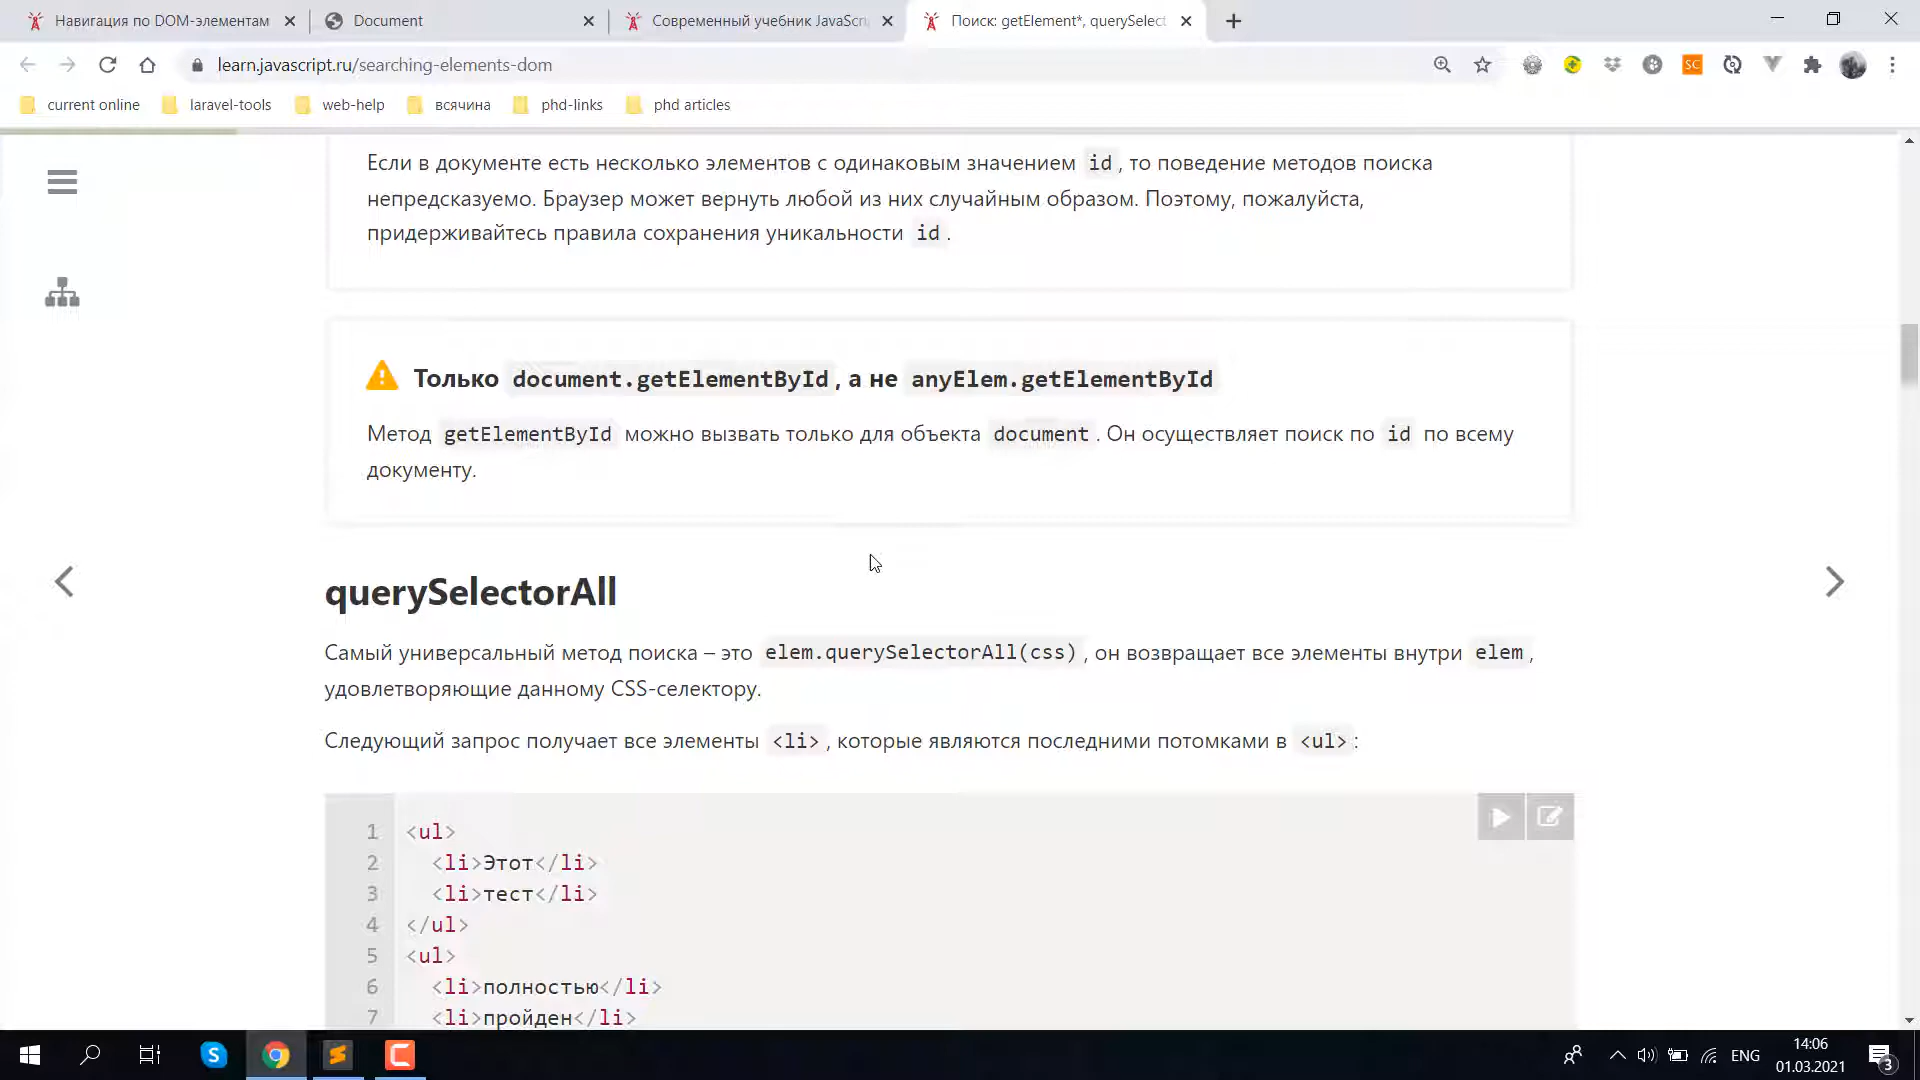 Навигация по DOM-элементам
Document
Современный учебник JavaScri
Поиск: getElement*, querySelect
learn.javascript.ru/searching-elements-dom
SC
current online
laravel-tools
web-help
всячина
phd-links
phd articles
Если в документе есть несколько элементов с одинаковым значением id, то поведение методов поиска
непредсказуемо. Браузер может вернуть любой из них случайным образом. Поэтому, пожалуйста,
придерживайтесь правила сохранения уникальности id.
Только document.getElementById, а не anyElem.getElementById
Метод getElementById можно вызвать только для объекта document. Он осуществляет поиск по id по всему
документу.
querySelectorAll
Самый универсальный метод поиска – это elem.querySelectorAll(css), он возвращает все элементы внутри elem,
удовлетворяющие данному CSS-селектору.
Следующий запрос получает все элементы <li>, которые являются последними потомками в <ul>:
1 <ul>
2 <li>Этот</li>
3 <li>тест</li>
4 </ul>
5 <ul>
6 <li>полностью</li>
7 <li>пройден</li>
ENG
14:06
01.03.2021
3